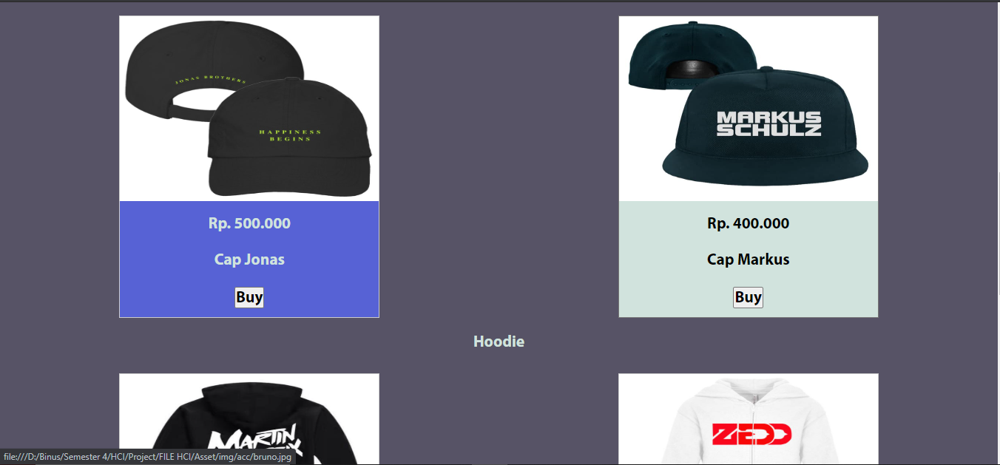 JONAS BROTHERS
HAPPINESS
BEGINS
MARKUS
SCHULZ
Rp. 500.000
Cap Jonas
Buy
Rp. 400.000
Cap Markus
Buy
Hoodie
MARTIN
ZEDD
file:///D:/Binus/Semester 4/HCI/Project/FILE HCI/Asset/img/acc/bruno.jpg